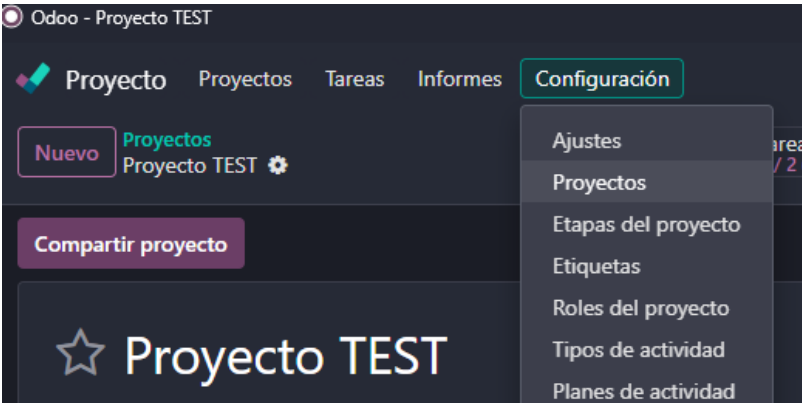 Odoo - Proyecto TEST
Proyecto Proyectos Tareas Informes Configuración
Nuevo
Proyectos
Proyecto TEST
Ajustes
/ 2
Proyectos
Etapas del proyecto
Compartir proyecto
Etiquetas
Roles del proyecto
Proyecto TEST
Tipos de actividad
Planes de actividad